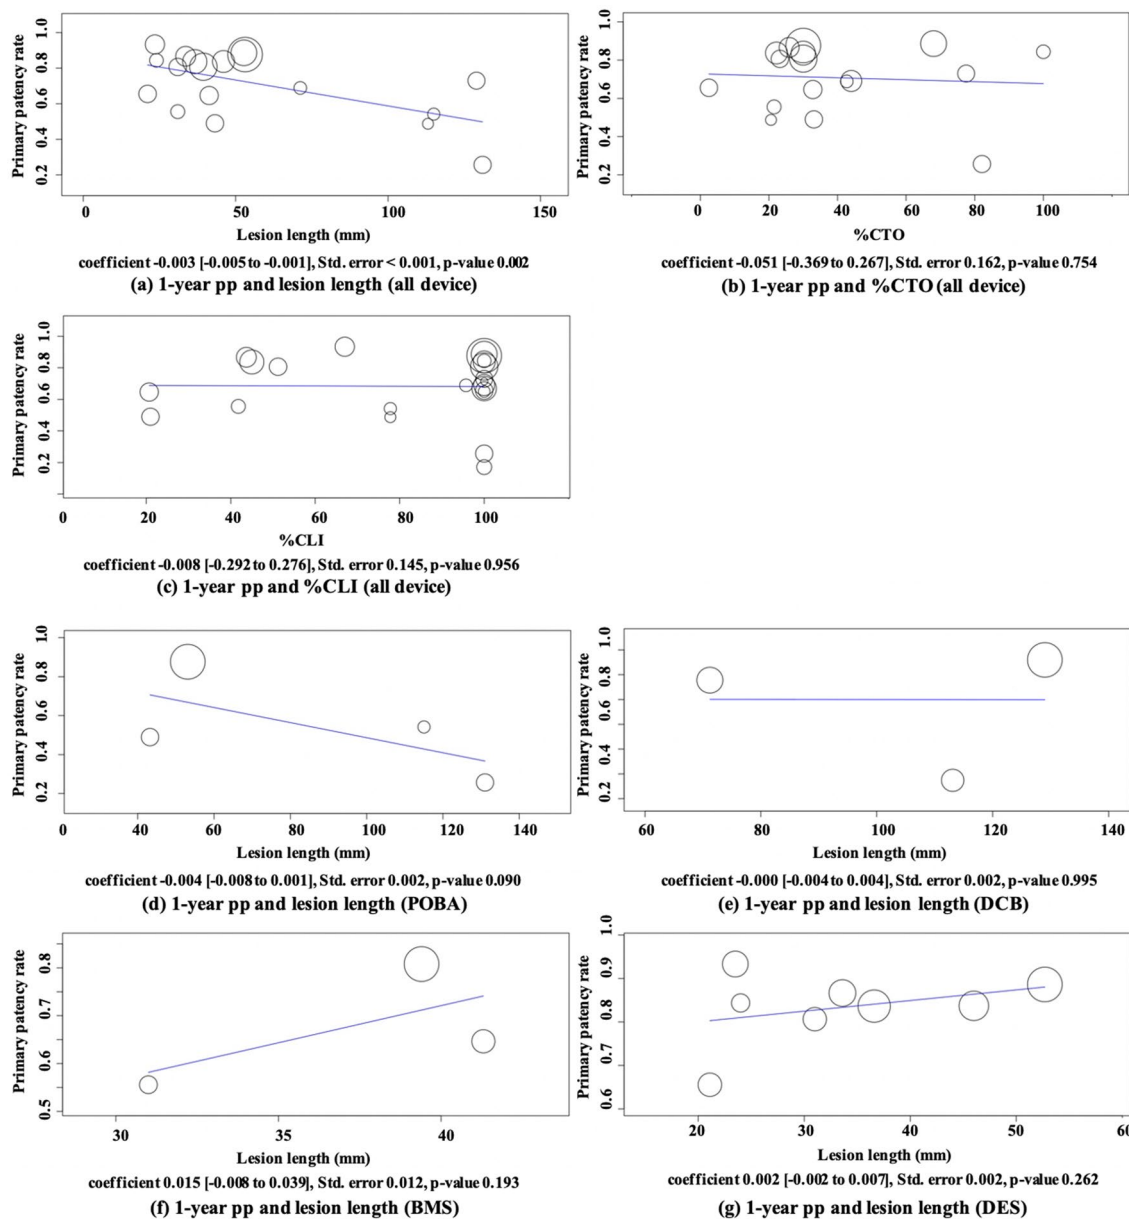 Primary patency rate
1.0
0.8
0.6
0.4
0.2
0 50 100 150
Lesion length (mm)
coefficient -0.003 [-0.005 to -0.001], Std. error < 0.001, p-value 0.002
(a) 1-year pp and lesion length (all device)
Primary patency rate
1.0
0.8
0.6
0.4
0.2
0 20 40 60 80 100
%CTO
coefficient -0.051 [-0.369 to 0.267], Std. error 0.162, p-value 0.754
(b) 1-year pp and %CTO (all device)
Primary patency rate
1.0
0.8
0.6
0.4
0.2
0 20 40 60 80 100
%CLI
coefficient -0.008 [-0.292 to 0.276], Std. error 0.145, p-value 0.956
(c) 1-year pp and %CLI (all device)
Primary patency rate
1.0
0.8
0.6
0.4
0.2
0 40 60 80 100 120 140
Lesion length (mm)
coefficient -0.004 [-0.008 to 0.001], Std. error 0.002, p-value 0.090
(d) 1-year pp and lesion length (POBA)
Primary patency rate
1.0
0.8
0.6
0.4
0.2
60 80 100 120 140
Lesion length (mm)
coefficient -0.000 [-0.004 to 0.004], Std. error 0.002, p-value 0.995
(e) 1-year pp and lesion length (DCB)
Primary patency rate
0.8
0.7
0.6
0.5
30 35 40
Lesion length (mm)
coefficient 0.015 [-0.008 to 0.039], Std. error 0.012, p-value 0.193
(f) 1-year pp and lesion length (BMS)
Primary patency rate
1.0
0.9
0.8
0.7
0.6
20 30 40 50 60
Lesion length (mm)
coefficient 0.002 [-0.002 to 0.007], Std. error 0.002, p-value 0.262
(g) 1-year pp and lesion length (DES)